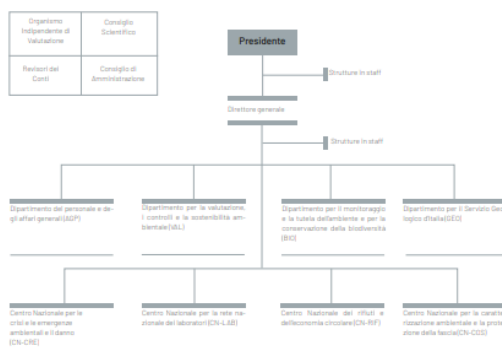 Organismo
Indipendente di
Valutazione
Consiglio
Scientifico
Revisori dei
Conti
Consiglio di
Amministrazione
Presidente
Strutture in staff
Direttore generale
Strutture in staff
Dipartimento del personale e de-
gli affari generali (AGP)
Dipartimento per la valutazione,
i controlli e la sostenibilità am-
bientale (VAL)
Dipartimento per il monitoraggio
e la tutela dell'ambiente e per la
conservazione della biodiversità
(BIO)
Dipartimento per il Servizio Geo-
logico d'Italia (GEO)
Centro Nazionale per le
crisi e le emergenze
ambientali e il danno
(CN-CRE)
Centro Nazionale per la rete na-
zionale dei laboratori (CN-LAB)
Centro Nazionale dei rifiuti e
dell'economia circolare (CN-RIF)
Centro Nazionale per la caratte-
rizzazione ambientale e la prote-
zione della fascia (CN-COS)